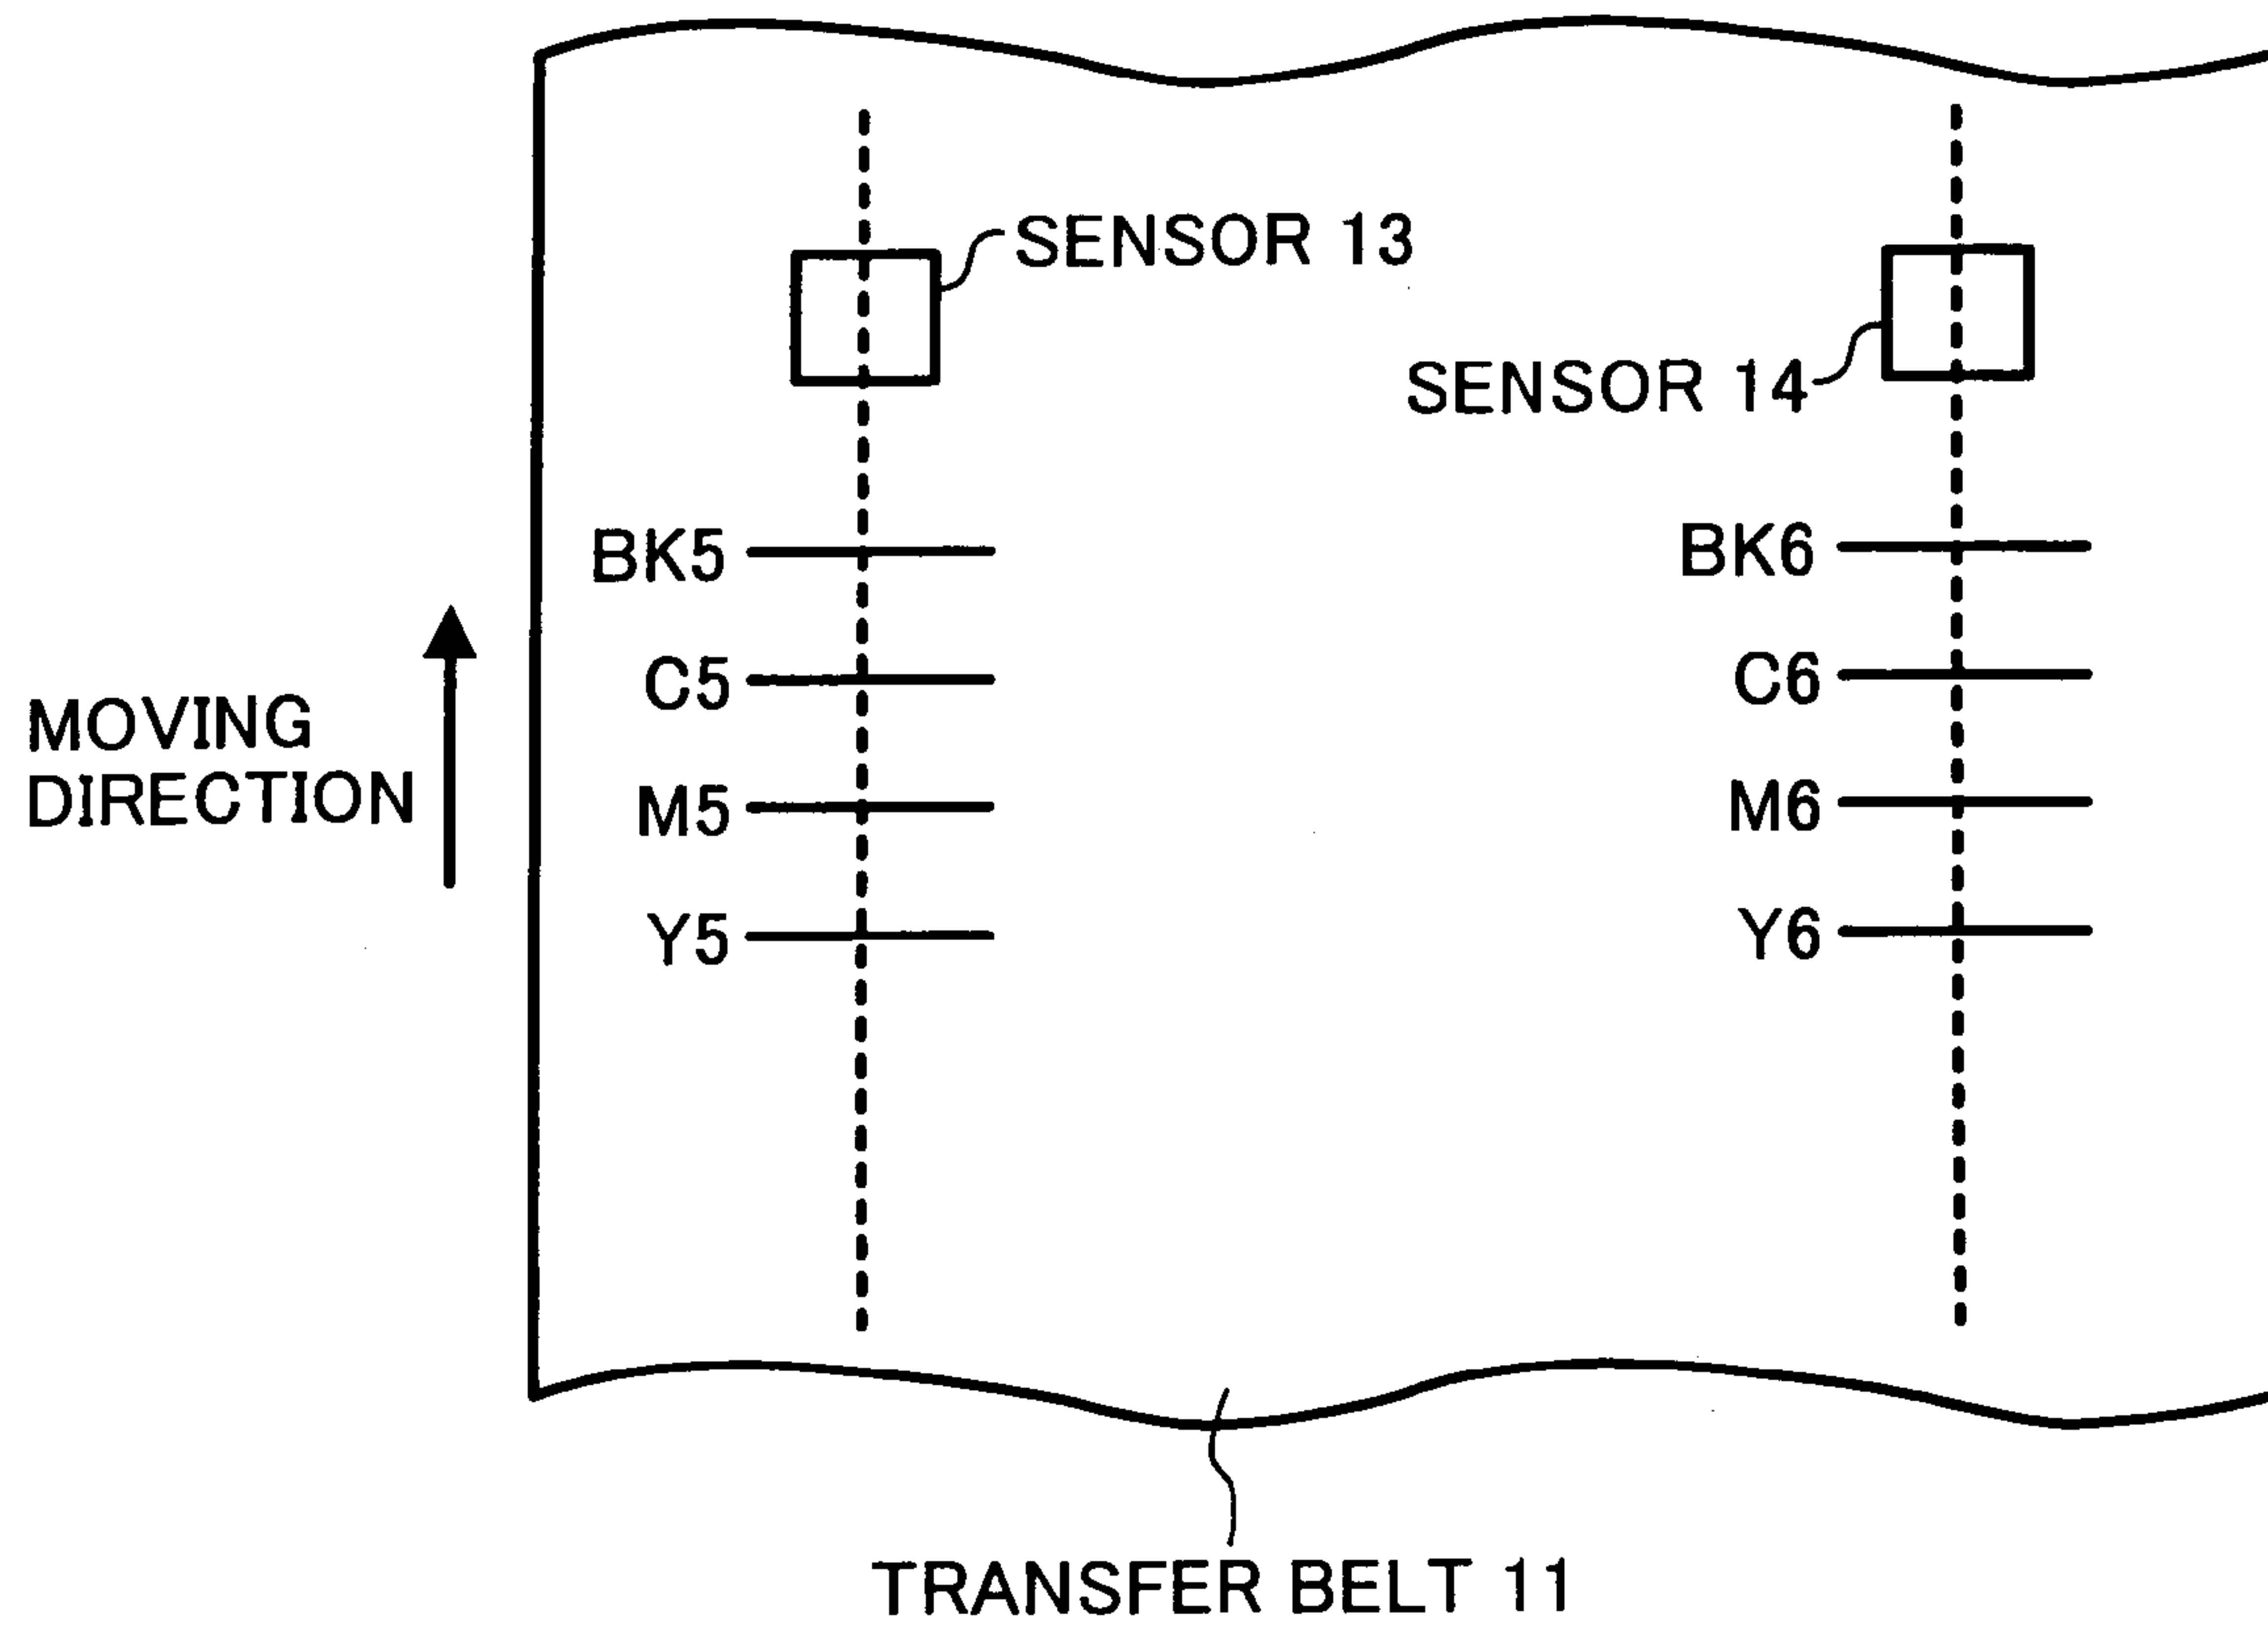 SENSOR 13
SENSOR 14
BK5
BK6
C5
C6
MOVING
DIRECTION
M5
M6
Y5
Y6
TRANSFER BELT 11